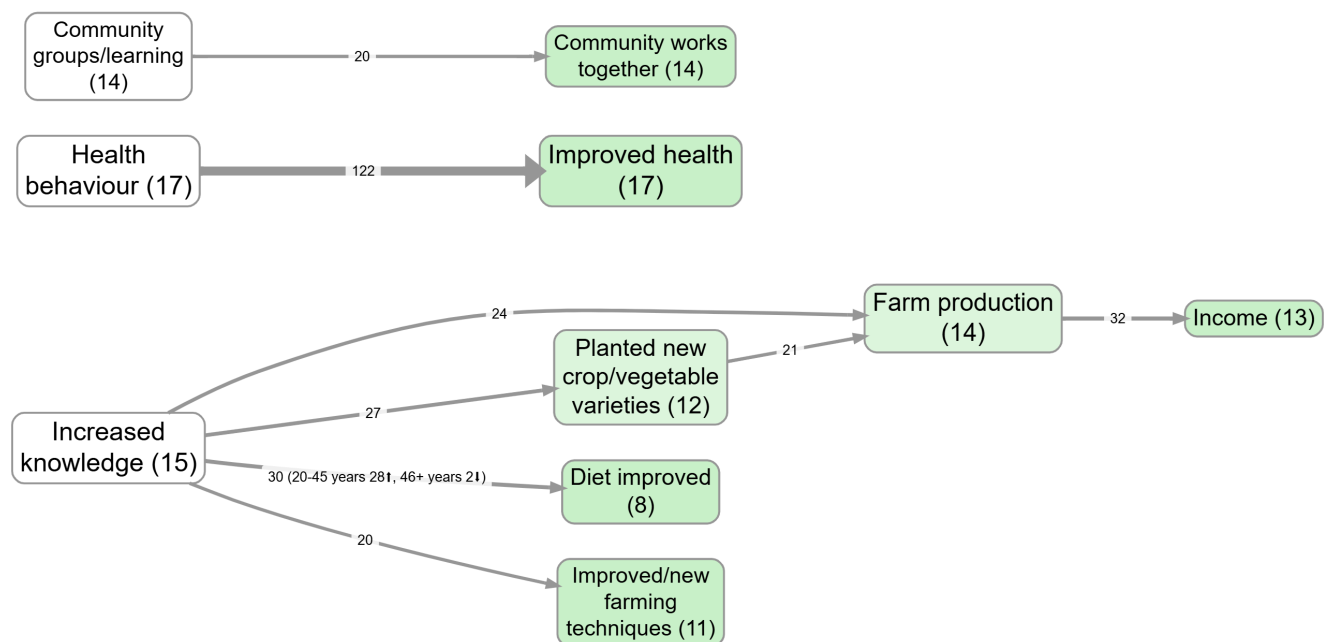 Community
groups/learning
(14)
20
Community works
together (14)
Health
behaviour (17)
122
Improved health
(17)
24
Farm production
(14)
32
Income (13)
Planted new
crop/vegetable
varieties (12)
21
27
Increased
knowledge (15)
30 (20-45 years 28⬆, 46+ years 2⬇)
Diet improved
(8)
20
Improved/new
farming
techniques (11)